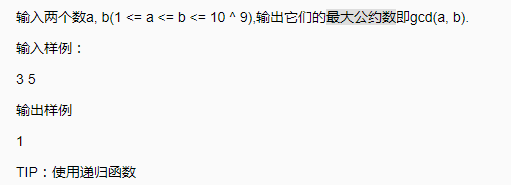 输入两个数a, b(1 <= a <= b <= 10 ^ 9),输出它们的最大公约数即gcd(a, b).
输入样例：
3 5
输出样例
1
TIP：使用递归函数